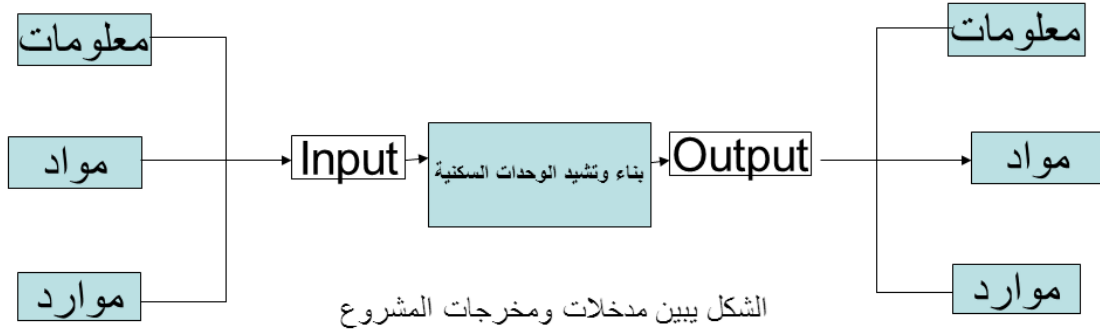 معلومات
مواد
موارد
Input
بناء وتشيد الوحدات السكنية
Output
معلومات
مواد
موارد
الشكل يبين مدخلات ومخرجات المشروع